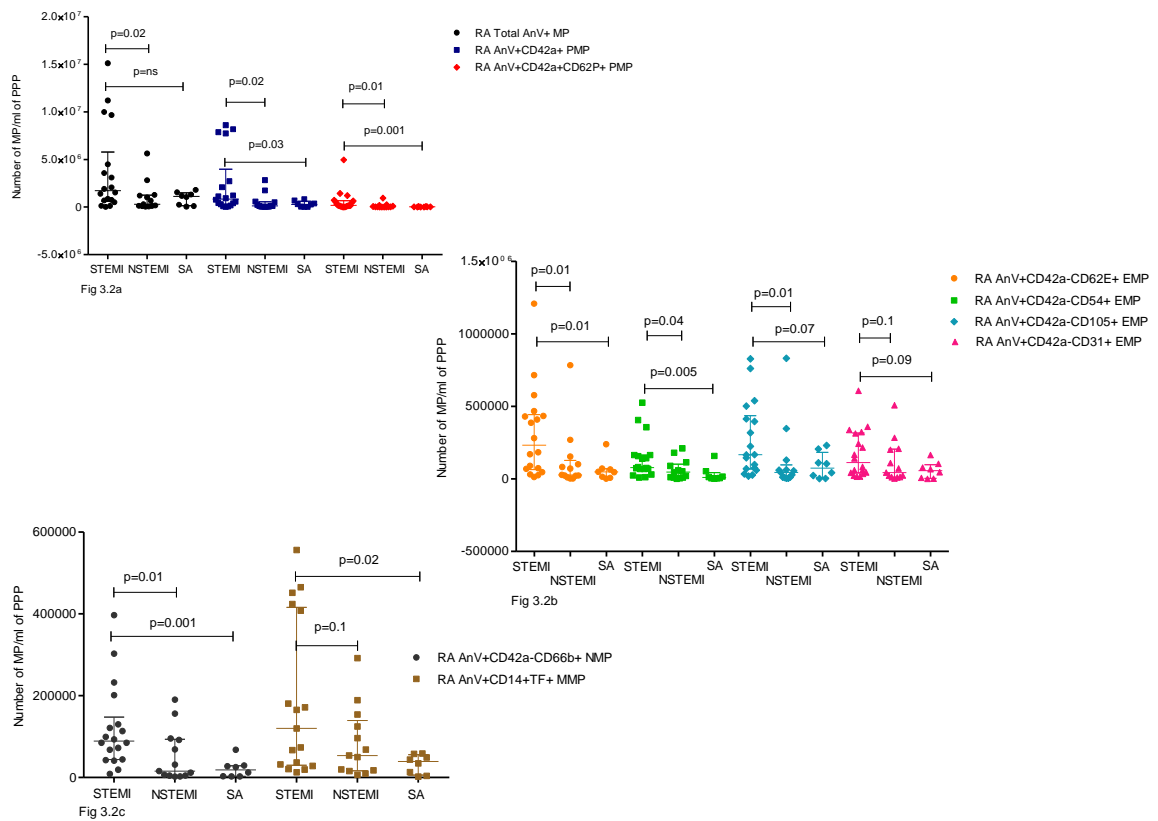 2.0×10⁷
1.5×10⁷
1.0×10⁷
5.0×10⁶
0
-5.0×10⁶
Number of MP/ml of PPP
p=0.02
p=ns
p=0.02
p=0.03
p=0.01
p=0.001
STEMI NSTEMI SA STEMI NSTEMI SA STEMI NSTEMI SA
RA Total AnV+ MP
RA AnV+CD42a+ PMP
RA AnV+CD42a+CD62P+ PMP
Fig 3.2a
1.5×10⁰⁶
1000000
500000
0
-500000
Number of MP/ml of PPP
p=0.01
p=0.01
p=0.04
p=0.005
p=0.01
p=0.07
p=0.1
p=0.09
STEMI NSTEMI SA STEMI NSTEMI SA STEMI NSTEMI SA STEMI NSTEMI SA
RA AnV+CD42a-CD62E+ EMP
RA AnV+CD42a-CD54+ EMP
RA AnV+CD42a-CD105+ EMP
RA AnV+CD42a-CD31+ EMP
Fig 3.2b
600000
400000
200000
0
Number of MP/ml of PPP
p=0.01
p=0.001
p=0.02
p=0.1
STEMI NSTEMI SA STEMI NSTEMI SA
RA AnV+CD42a-CD66b+ NMP
RA AnV+CD14+TF+ MMP
Fig 3.2c